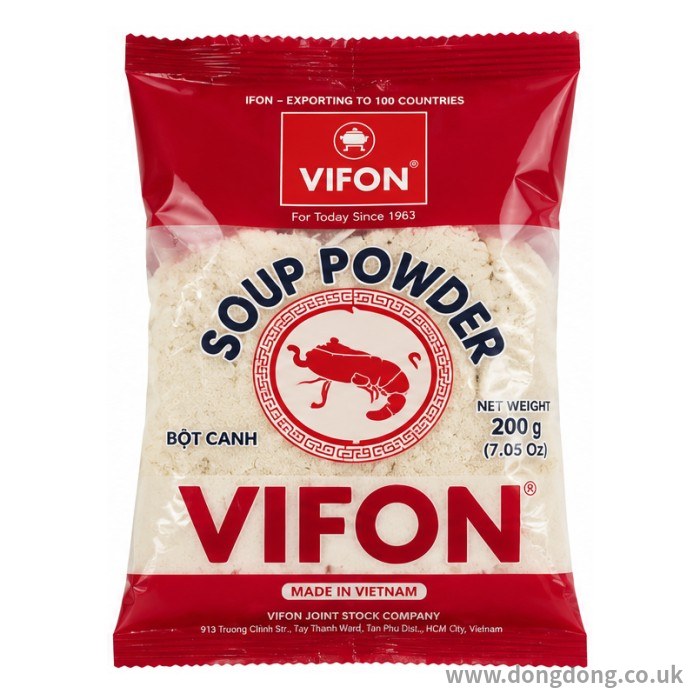 IFON – EXPORTING TO 100 COUNTRIES
VIFON®
For Today Since 1963
SOUP POWDER
BỘT CANH
NET WEIGHT
200 g
(7.05 Oz)
VIFON®
MADE IN VIETNAM
VIFON JOINT STOCK COMPANY
913 Truong Chinh Str., Tay Thanh Ward, Tan Phu Dist., HCM City, Vietnam
www.dongdong.co.uk